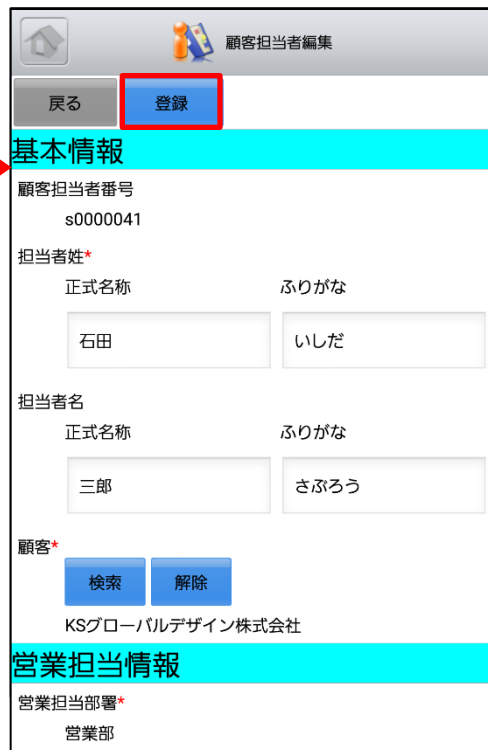 顧客担当者編集
戻る 登録
基本情報
顧客担当者番号
s0000041
担当者姓*
正式名称 ふりがな
石田 いしだ
担当者名
正式名称 ふりがな
三郎 さぶろう
顧客*
検索 解除
KSグローバルデザイン株式会社
営業担当情報
営業担当部署*
営業部